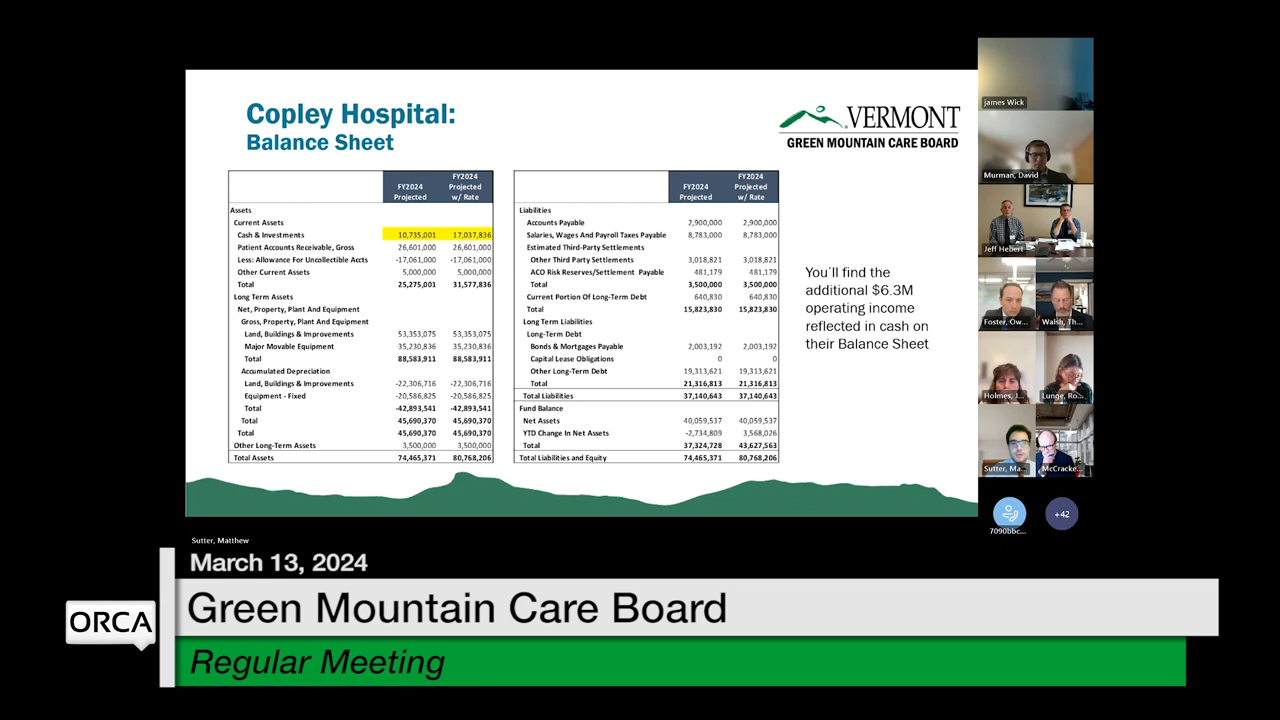 Copley Hospital:
Balance Sheet
VERMONT
GREEN MOUNTAIN CARE BOARD
FY2024 Projected FY2024 Projected w/ Rate
Assets
Current Assets
Cash & Investments 10,735,001 17,037,836
Patient Accounts Receivable, Gross 26,601,000 26,601,000
Less: Allowance For Uncollectible Accts -17,061,000 -17,061,000
Other Current Assets 5,000,000 5,000,000
Total 25,275,001 31,577,836
Long Term Assets
Net, Property, Plant And Equipment
Gross, Property, Plant And Equipment
Land, Buildings & Improvements 53,353,075 53,353,075
Major Movable Equipment 35,230,836 35,230,836
Total 88,583,911 88,583,911
Accumulated Depreciation
Land, Buildings & Improvements -22,306,716 -22,306,716
Equipment - Fixed -20,586,825 -20,586,825
Total -42,893,541 -42,893,541
Total 45,690,370 45,690,370
Total 45,690,370 45,690,370
Other Long-Term Assets 3,500,000 3,500,000
Total Assets 74,465,371 80,768,206
FY2024 Projected FY2024 Projected w/ Rate
Liabilities
Accounts Payable 2,900,000 2,900,000
Salaries, Wages And Payroll Taxes Payable 8,783,000 8,783,000
Estimated Third-Party Settlements
Other Third Party Settlements 3,018,821 3,018,821
ACO Risk Reserves/Settlement Payable 481,179 481,179
Total 3,500,000 3,500,000
Current Portion Of Long-Term Debt 640,830 640,830
Total 15,823,830 15,823,830
Long Term Liabilities
Long-Term Debt
Bonds & Mortgages Payable 2,003,192 2,003,192
Capital Lease Obligations 0 0
Other Long-Term Debt 19,313,621 19,313,621
Total 21,316,813 21,316,813
Total Liabilities 37,140,643 37,140,643
Fund Balance
Net Assets 40,059,537 40,059,537
YTD Change In Net Assets -2,734,809 3,568,026
Total 37,324,728 43,627,563
Total Liabilities and Equity 74,465,371 80,768,206
You'll find the
additional $6.3M
operating income
reflected in cash on
their Balance Sheet
james Wick
Murman, David
Jeff Hebert
Foster, Ow... Walsh, Th...
Holmes, J... Lunge, Ro...
Sutter, Ma... McCracke...
7090bbc... +42
Sutter, Matthew
March 13, 2024
ORCA
Green Mountain Care Board
Regular Meeting